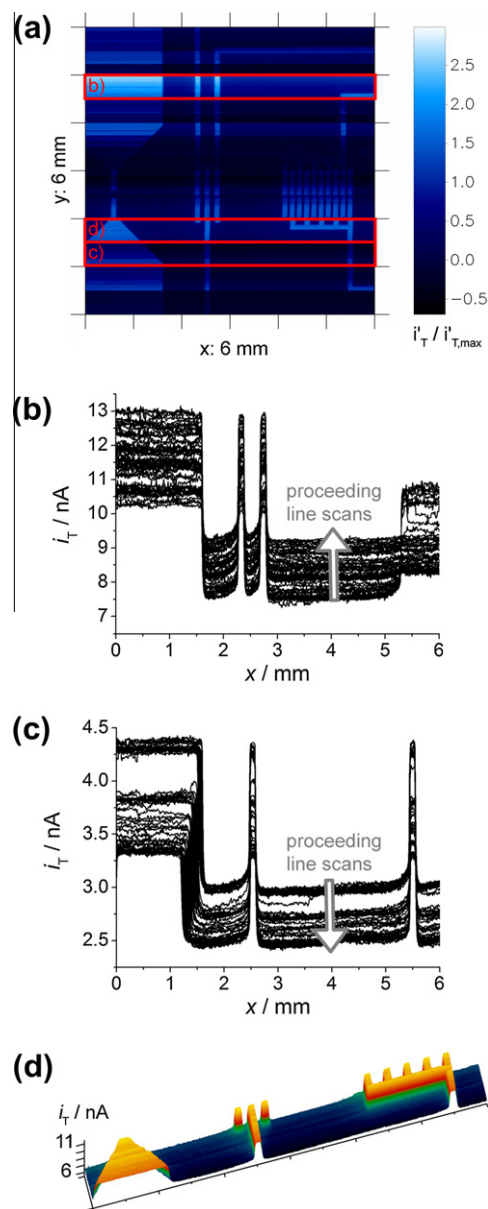 (a)
b)
d)
c)
y: 6 mm
x: 6 mm
2.5
2.0
1.5
1.0
0.5
0.0
-0.5
i'T / i'T,max
(b)
13
12
11
10
9
8
7
iT / nA
proceeding
line scans
0 1 2 3 4 5 6
x / mm
(c)
4.5
4.0
3.5
3.0
2.5
iT / nA
proceeding
line scans
0 1 2 3 4 5 6
x / mm
(d)
iT / nA
11
8
6